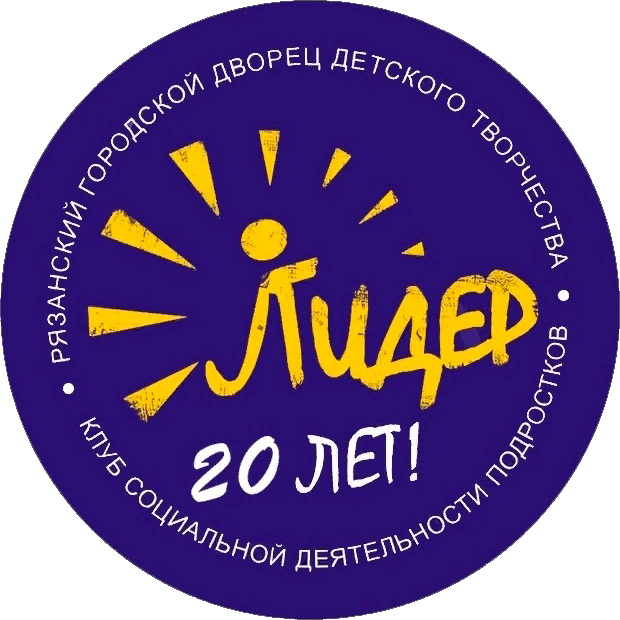 РЯЗАНСКИЙ ГОРОДСКОЙ ДВОРЕЦ ДЕТСКОГО ТВОРЧЕСТВА
ЛИДЕР
20 ЛЕТ!
КЛУБ СОЦИАЛЬНОЙ ДЕЯТЕЛЬНОСТИ ПОДРОСТКОВ